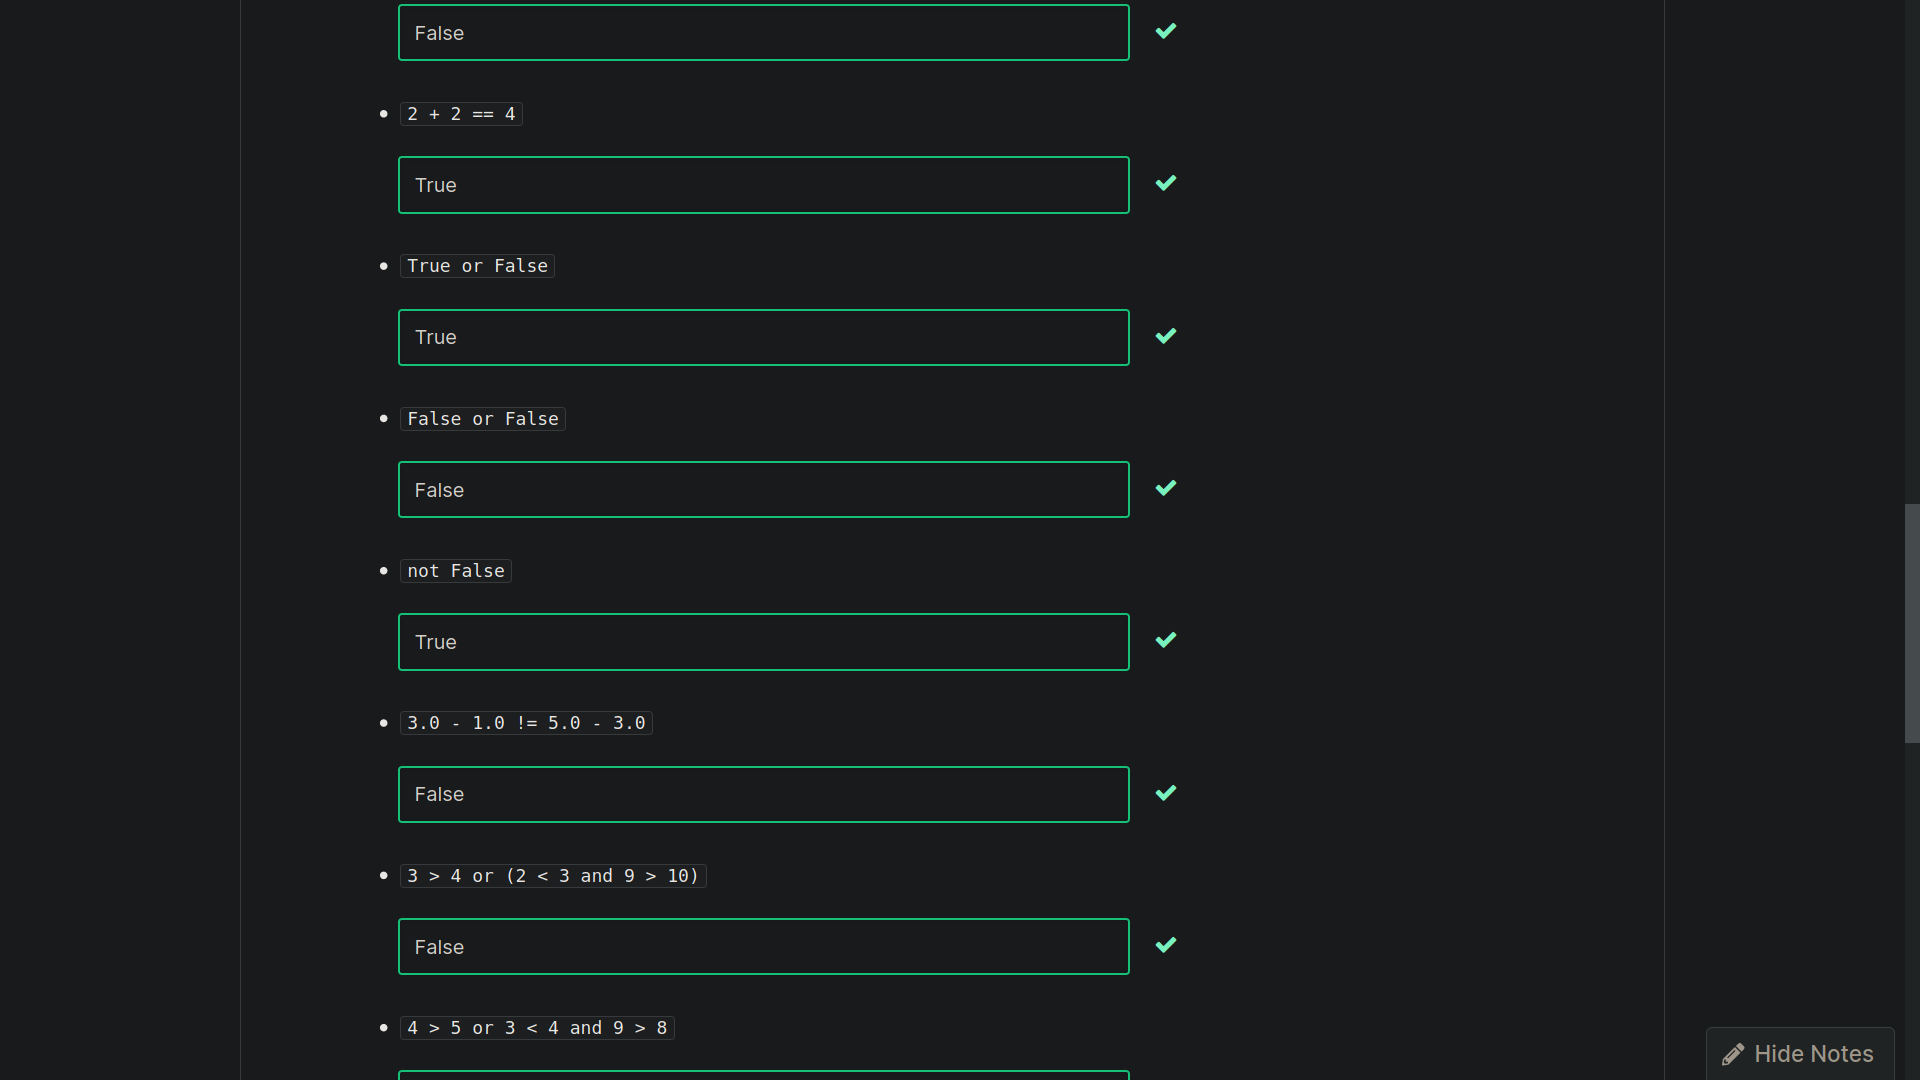 False
2 + 2 == 4
True
True or False
True
False or False
False
not False
True
3.0 - 1.0 != 5.0 - 3.0
False
3 > 4 or (2 < 3 and 9 > 10)
False
4 > 5 or 3 < 4 and 9 > 8
Hide Notes